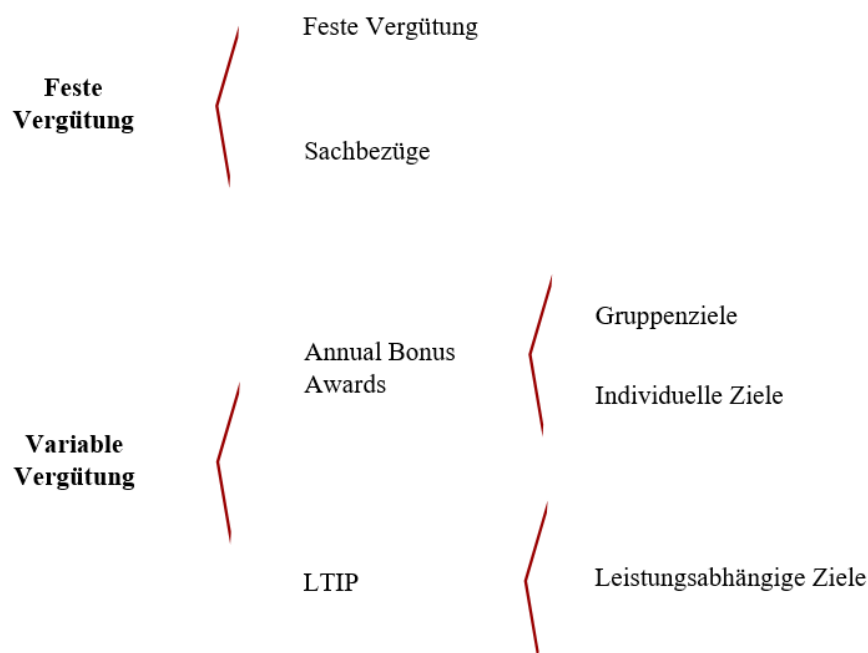 Feste Vergütung
Feste
Vergütung
Sachbezüge
Gruppenziele
Annual Bonus
Awards
Individuelle Ziele
Variable
Vergütung
LTIP
Leistungsabhängige Ziele